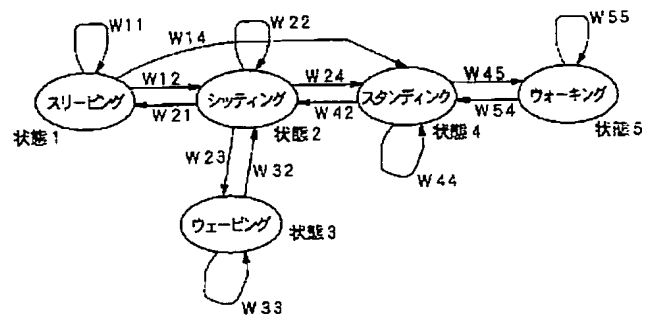 W11
W14
W22
W55
W12
W24
W45
スリーピング
シッティング
スタンディング
ウォーキング
W21
W42
W54
状態1
状態2
状態4
状態5
W23
W32
W44
ウェービング
状態3
W33